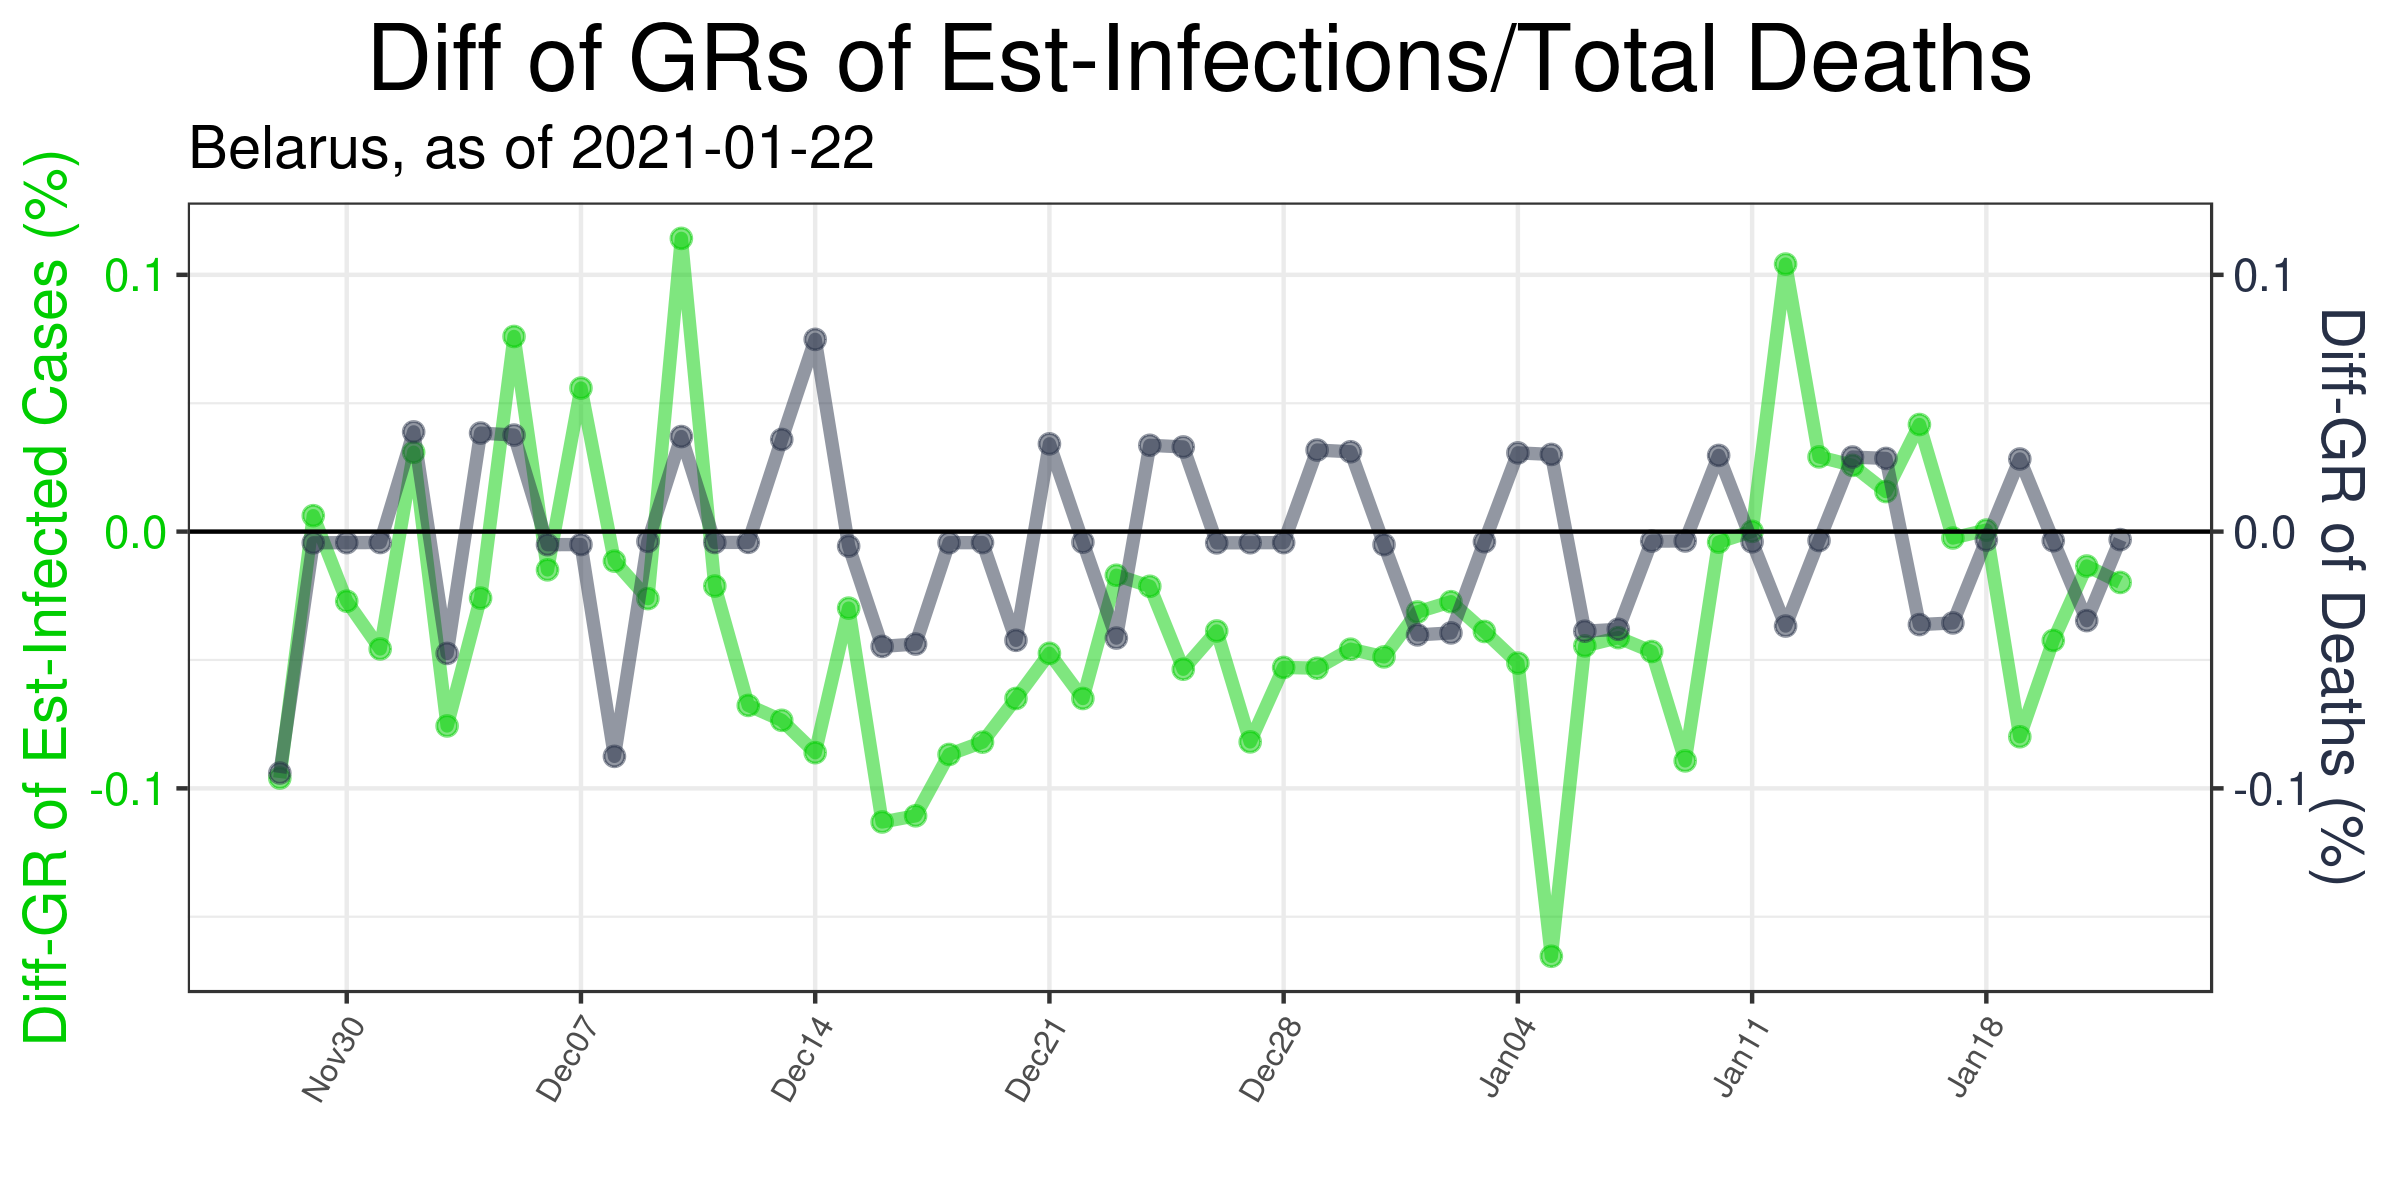 Diff of GRs of Est-Infections/Total Deaths
Belarus, as of 2021-01-22
Diff-GR of Est-Infected Cases (%)
0.1
0.0
-0.1
0.1
0.0
-0.1
Diff-GR of Deaths (%)
Nov30
Dec07
Dec14
Dec21
Dec28
Jan04
Jan11
Jan18